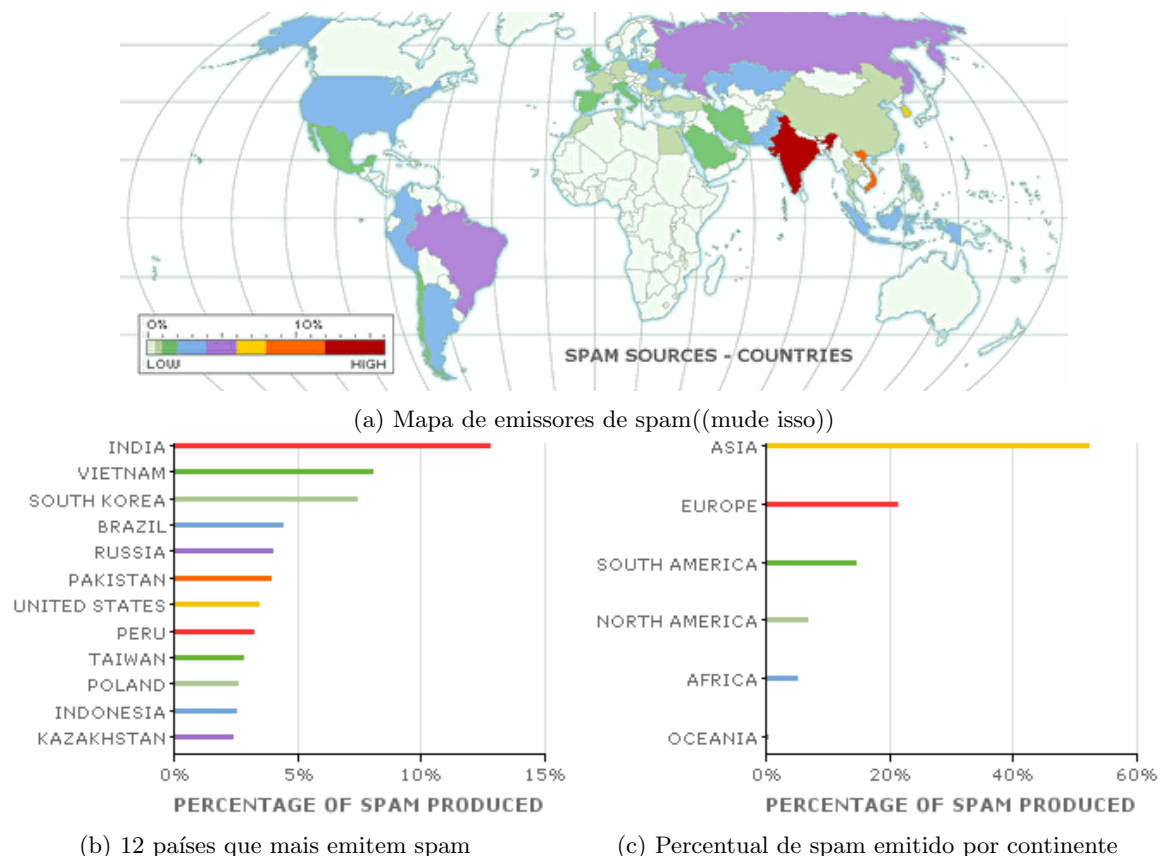 0% 10%
LOW HIGH
SPAM SOURCES - COUNTRIES
(a) Mapa de emissores de spam((mude isso))
INDIA
VIETNAM
SOUTH KOREA
BRAZIL
RUSSIA
PAKISTAN
UNITED STATES
PERU
TAIWAN
POLAND
INDONESIA
KAZAKHSTAN
0% 5% 10% 15%
PERCENTAGE OF SPAM PRODUCED
(b) 12 países que mais emitem spam
ASIA
EUROPE
SOUTH AMERICA
NORTH AMERICA
AFRICA
OCEANIA
0% 20% 40% 60%
PERCENTAGE OF SPAM PRODUCED
(c) Percentual de spam emitido por continente